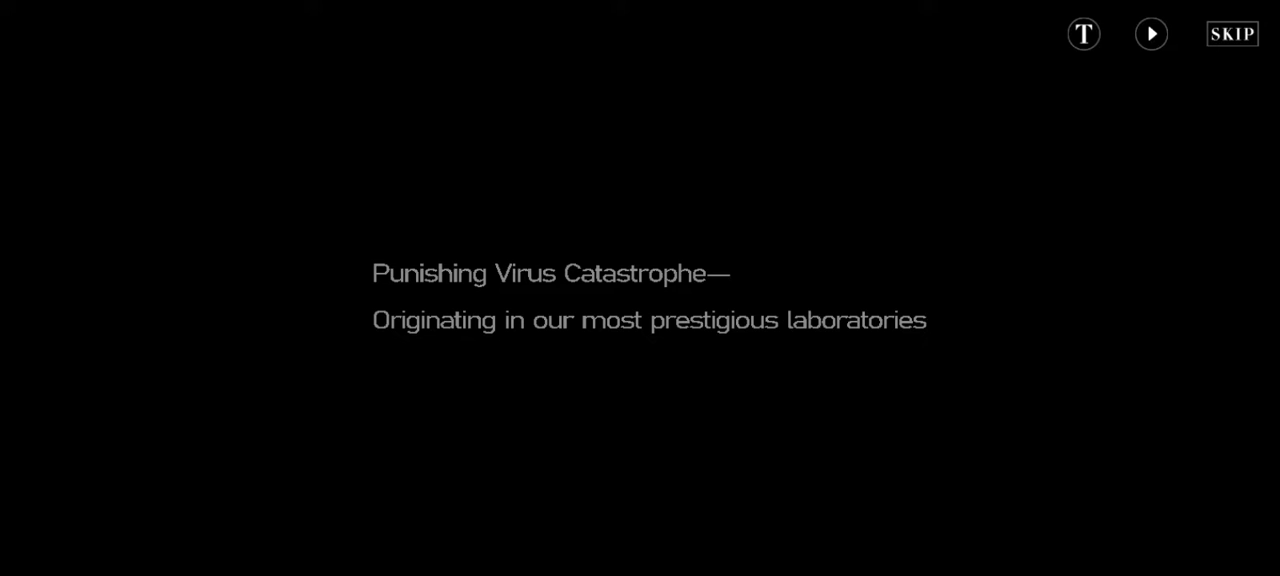 T
SKIP
Punishing Virus Catastrophe—
Originating in our most prestigious laboratories